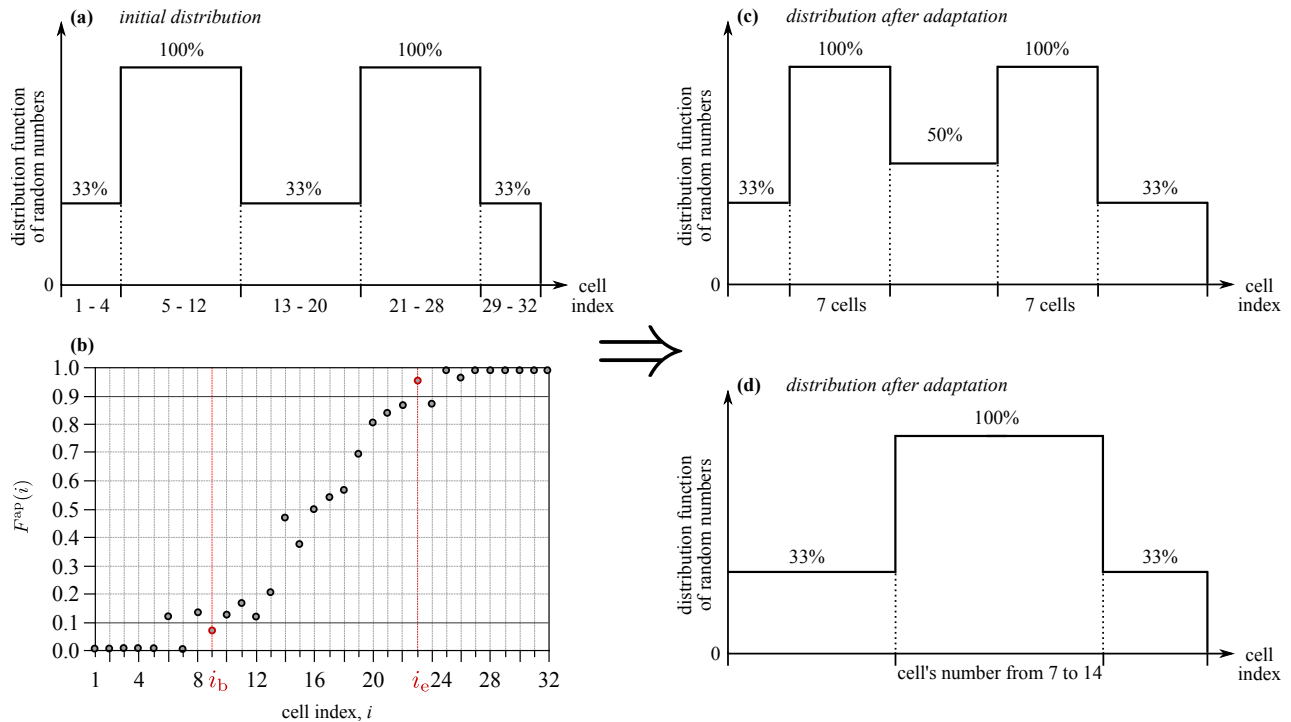 (a) initial distribution
distribution function
of random numbers
100%
100%
33%
33%
33%
0
cell
index
1 - 4
5 - 12
13 - 20
21 - 28
29 - 32
(b)
1.0
0.9
0.8
0.7
0.6
0.5
0.4
0.3
0.2
0.1
0.0
F^ap(i)
1
4
8
i_b
12
16
20
i_e
24
28
32
cell index, i
(c) distribution after adaptation
distribution function
of random numbers
100%
100%
50%
33%
33%
0
cell
index
7 cells
7 cells
(d) distribution after adaptation
distribution function
of random numbers
100%
33%
33%
0
cell
index
cell's number from 7 to 14